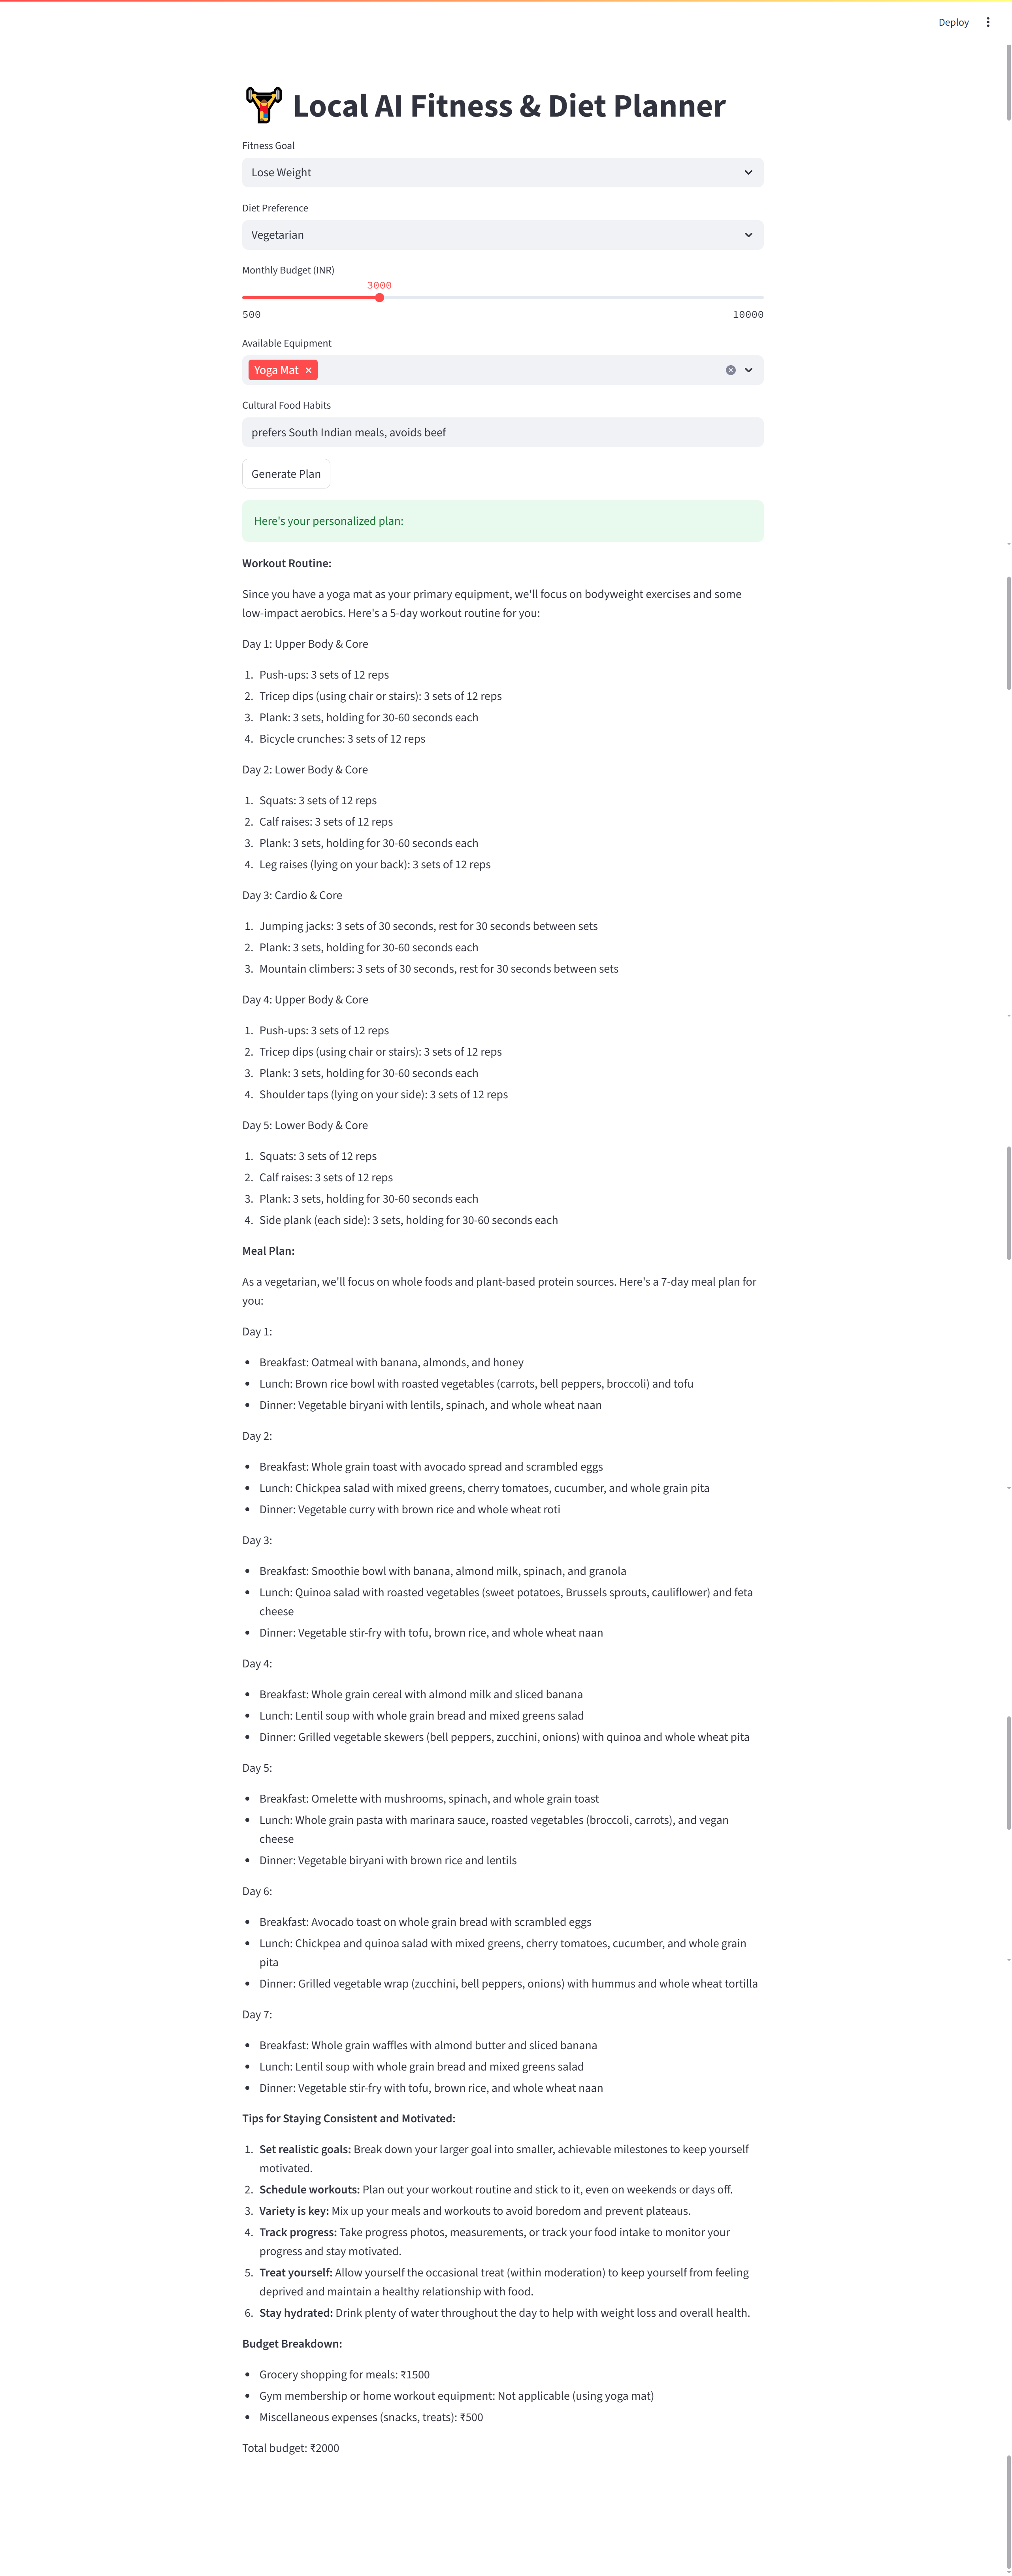 Deploy
Local AI Fitness & Diet Planner
Fitness Goal
Lose Weight
Diet Preference
Vegetarian
Monthly Budget (INR)
3000
500 10000
Available Equipment
Yoga Mat ×
Cultural Food Habits
prefers South Indian meals, avoids beef
Generate Plan
Here's your personalized plan:
Workout Routine:
Since you have a yoga mat as your primary equipment, we'll focus on bodyweight exercises and some
low-impact aerobics. Here's a 5-day workout routine for you:
Day 1: Upper Body & Core
1. Push-ups: 3 sets of 12 reps
2. Tricep dips (using chair or stairs): 3 sets of 12 reps
3. Plank: 3 sets, holding for 30-60 seconds each
4. Bicycle crunches: 3 sets of 12 reps
Day 2: Lower Body & Core
1. Squats: 3 sets of 12 reps
2. Calf raises: 3 sets of 12 reps
3. Plank: 3 sets, holding for 30-60 seconds each
4. Leg raises (lying on your back): 3 sets of 12 reps
Day 3: Cardio & Core
1. Jumping jacks: 3 sets of 30 seconds, rest for 30 seconds between sets
2. Plank: 3 sets, holding for 30-60 seconds each
3. Mountain climbers: 3 sets of 30 seconds, rest for 30 seconds between sets
Day 4: Upper Body & Core
1. Push-ups: 3 sets of 12 reps
2. Tricep dips (using chair or stairs): 3 sets of 12 reps
3. Plank: 3 sets, holding for 30-60 seconds each
4. Shoulder taps (lying on your side): 3 sets of 12 reps
Day 5: Lower Body & Core
1. Squats: 3 sets of 12 reps
2. Calf raises: 3 sets of 12 reps
3. Plank: 3 sets, holding for 30-60 seconds each
4. Side plank (each side): 3 sets, holding for 30-60 seconds each
Meal Plan:
As a vegetarian, we'll focus on whole foods and plant-based protein sources. Here's a 7-day meal plan for
you:
Day 1:
• Breakfast: Oatmeal with banana, almonds, and honey
• Lunch: Brown rice bowl with roasted vegetables (carrots, bell peppers, broccoli) and tofu
• Dinner: Vegetable biryani with lentils, spinach, and whole wheat naan
Day 2:
• Breakfast: Whole grain toast with avocado spread and scrambled eggs
• Lunch: Chickpea salad with mixed greens, cherry tomatoes, cucumber, and whole grain pita
• Dinner: Vegetable curry with brown rice and whole wheat roti
Day 3:
• Breakfast: Smoothie bowl with banana, almond milk, spinach, and granola
• Lunch: Quinoa salad with roasted vegetables (sweet potatoes, Brussels sprouts, cauliflower) and feta
cheese
• Dinner: Vegetable stir-fry with tofu, brown rice, and whole wheat naan
Day 4:
• Breakfast: Whole grain cereal with almond milk and sliced banana
• Lunch: Lentil soup with whole grain bread and mixed greens salad
• Dinner: Grilled vegetable skewers (bell peppers, zucchini, onions) with quinoa and whole wheat pita
Day 5:
• Breakfast: Omelette with mushrooms, spinach, and whole grain toast
• Lunch: Whole grain pasta with marinara sauce, roasted vegetables (broccoli, carrots), and vegan
cheese
• Dinner: Vegetable biryani with brown rice and lentils
Day 6:
• Breakfast: Avocado toast on whole grain bread with scrambled eggs
• Lunch: Chickpea and quinoa salad with mixed greens, cherry tomatoes, cucumber, and whole grain
pita
• Dinner: Grilled vegetable wrap (zucchini, bell peppers, onions) with hummus and whole wheat tortilla
Day 7:
• Breakfast: Whole grain waffles with almond butter and sliced banana
• Lunch: Lentil soup with whole grain bread and mixed greens salad
• Dinner: Vegetable stir-fry with tofu, brown rice, and whole wheat naan
Tips for Staying Consistent and Motivated:
1. Set realistic goals: Break down your larger goal into smaller, achievable milestones to keep yourself
motivated.
2. Schedule workouts: Plan out your workout routine and stick to it, even on weekends or days off.
3. Variety is key: Mix up your meals and workouts to avoid boredom and prevent plateaus.
4. Track progress: Take progress photos, measurements, or track your food intake to monitor your
progress and stay motivated.
5. Treat yourself: Allow yourself the occasional treat (within moderation) to keep yourself from feeling
deprived and maintain a healthy relationship with food.
6. Stay hydrated: Drink plenty of water throughout the day to help with weight loss and overall health.
Budget Breakdown:
• Grocery shopping for meals: ₹1500
• Gym membership or home workout equipment: Not applicable (using yoga mat)
• Miscellaneous expenses (snacks, treats): ₹500
Total budget: ₹2000